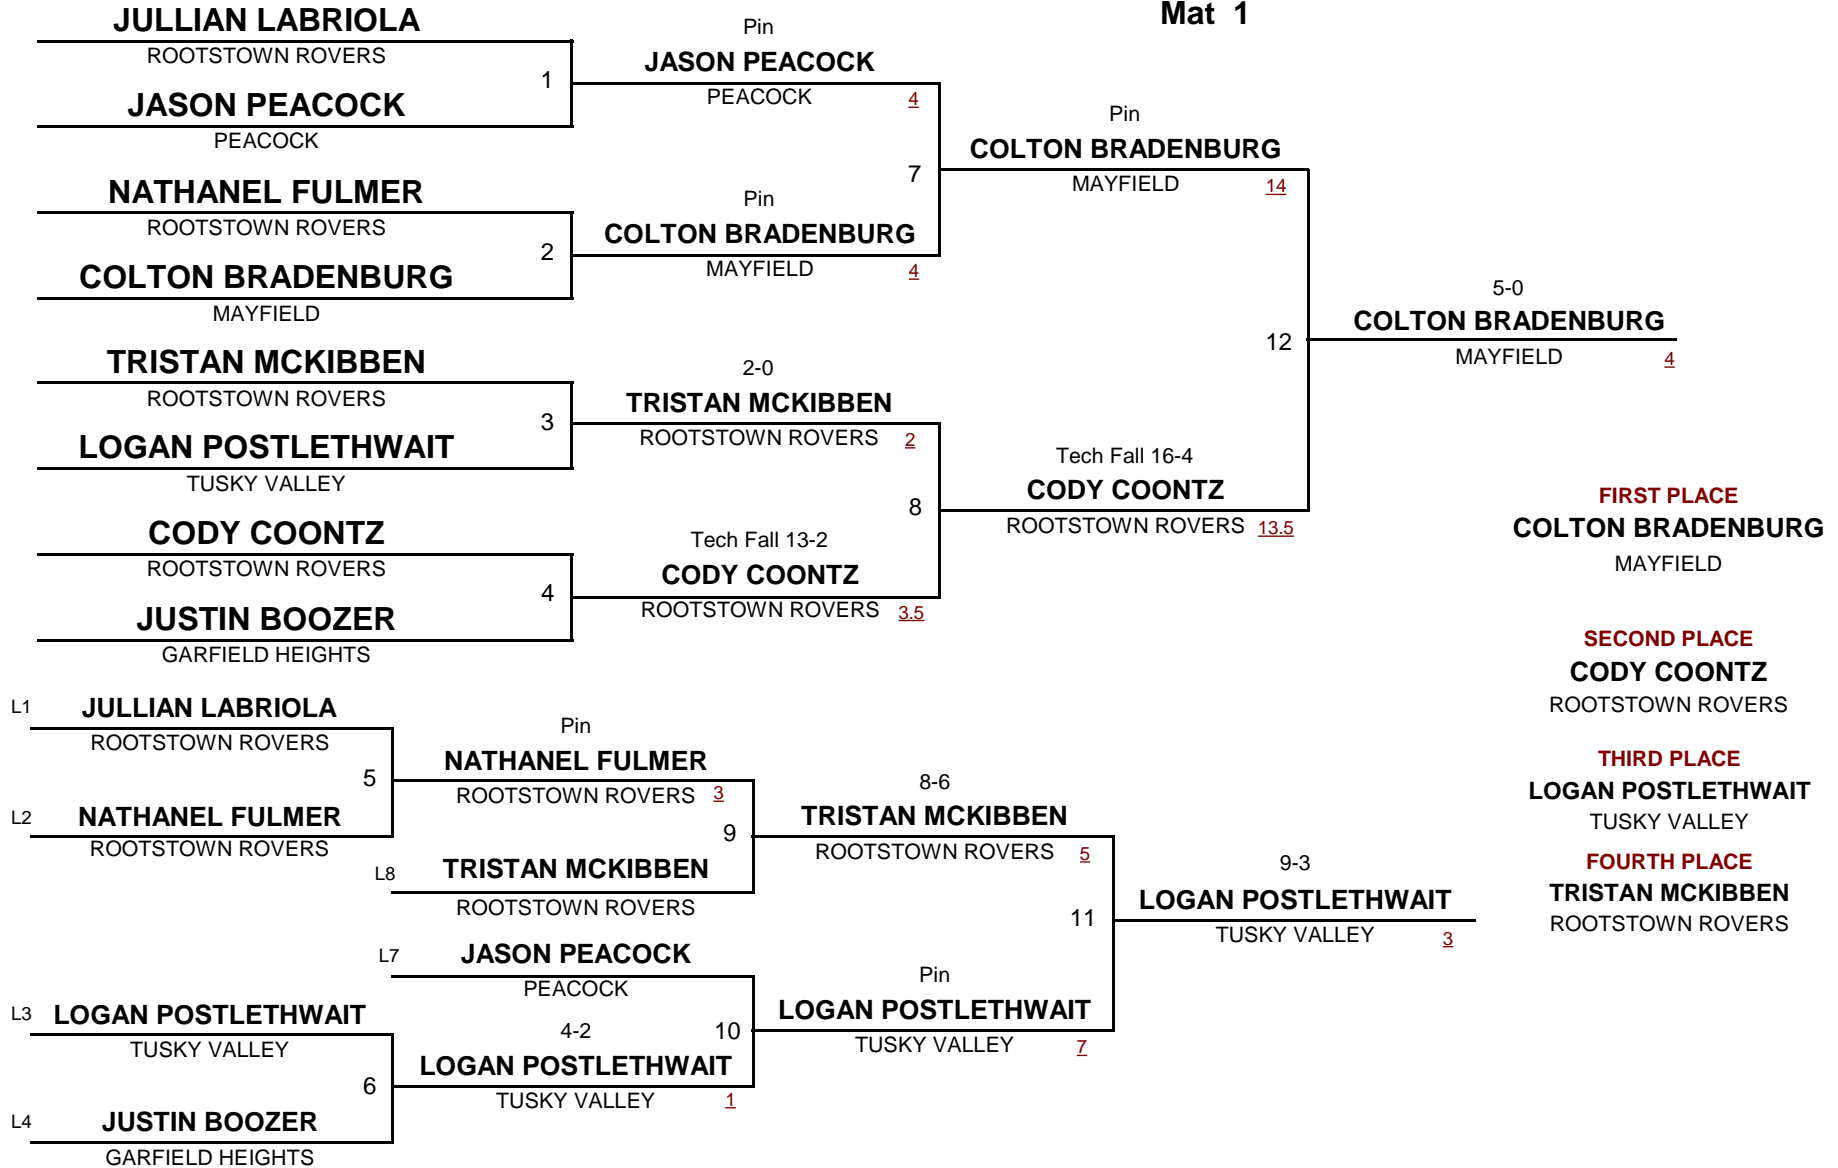 Mat 1
JULLIAN LABRIOLA
ROOTSTOWN ROVERS
1
JASON PEACOCK
PEACOCK
Pin
JASON PEACOCK
PEACOCK 4
NATHANEL FULMER
ROOTSTOWN ROVERS
2
COLTON BRADENBURG
MAYFIELD
Pin
COLTON BRADENBURG
MAYFIELD 4
7
Pin
COLTON BRADENBURG
MAYFIELD 14
TRISTAN MCKIBBEN
ROOTSTOWN ROVERS
3
LOGAN POSTLETHWAIT
TUSKY VALLEY
2-0
TRISTAN MCKIBBEN
ROOTSTOWN ROVERS 2
CODY COONTZ
ROOTSTOWN ROVERS
4
JUSTIN BOOZER
GARFIELD HEIGHTS
Tech Fall 13-2
CODY COONTZ
ROOTSTOWN ROVERS 3.5
8
Tech Fall 16-4
CODY COONTZ
ROOTSTOWN ROVERS 13.5
12
5-0
COLTON BRADENBURG
MAYFIELD 4
FIRST PLACE
COLTON BRADENBURG
MAYFIELD
SECOND PLACE
CODY COONTZ
ROOTSTOWN ROVERS
THIRD PLACE
LOGAN POSTLETHWAIT
TUSKY VALLEY
FOURTH PLACE
TRISTAN MCKIBBEN
ROOTSTOWN ROVERS
L1 JULLIAN LABRIOLA
ROOTSTOWN ROVERS
5
L2 NATHANEL FULMER
ROOTSTOWN ROVERS
Pin
NATHANEL FULMER
ROOTSTOWN ROVERS 3
9
L8 TRISTAN MCKIBBEN
ROOTSTOWN ROVERS
8-6
TRISTAN MCKIBBEN
ROOTSTOWN ROVERS 5
L7 JASON PEACOCK
PEACOCK
L3 LOGAN POSTLETHWAIT
TUSKY VALLEY
6
L4 JUSTIN BOOZER
GARFIELD HEIGHTS
4-2
LOGAN POSTLETHWAIT
TUSKY VALLEY 1
10
Pin
LOGAN POSTLETHWAIT
TUSKY VALLEY 7
11
9-3
LOGAN POSTLETHWAIT
TUSKY VALLEY 3